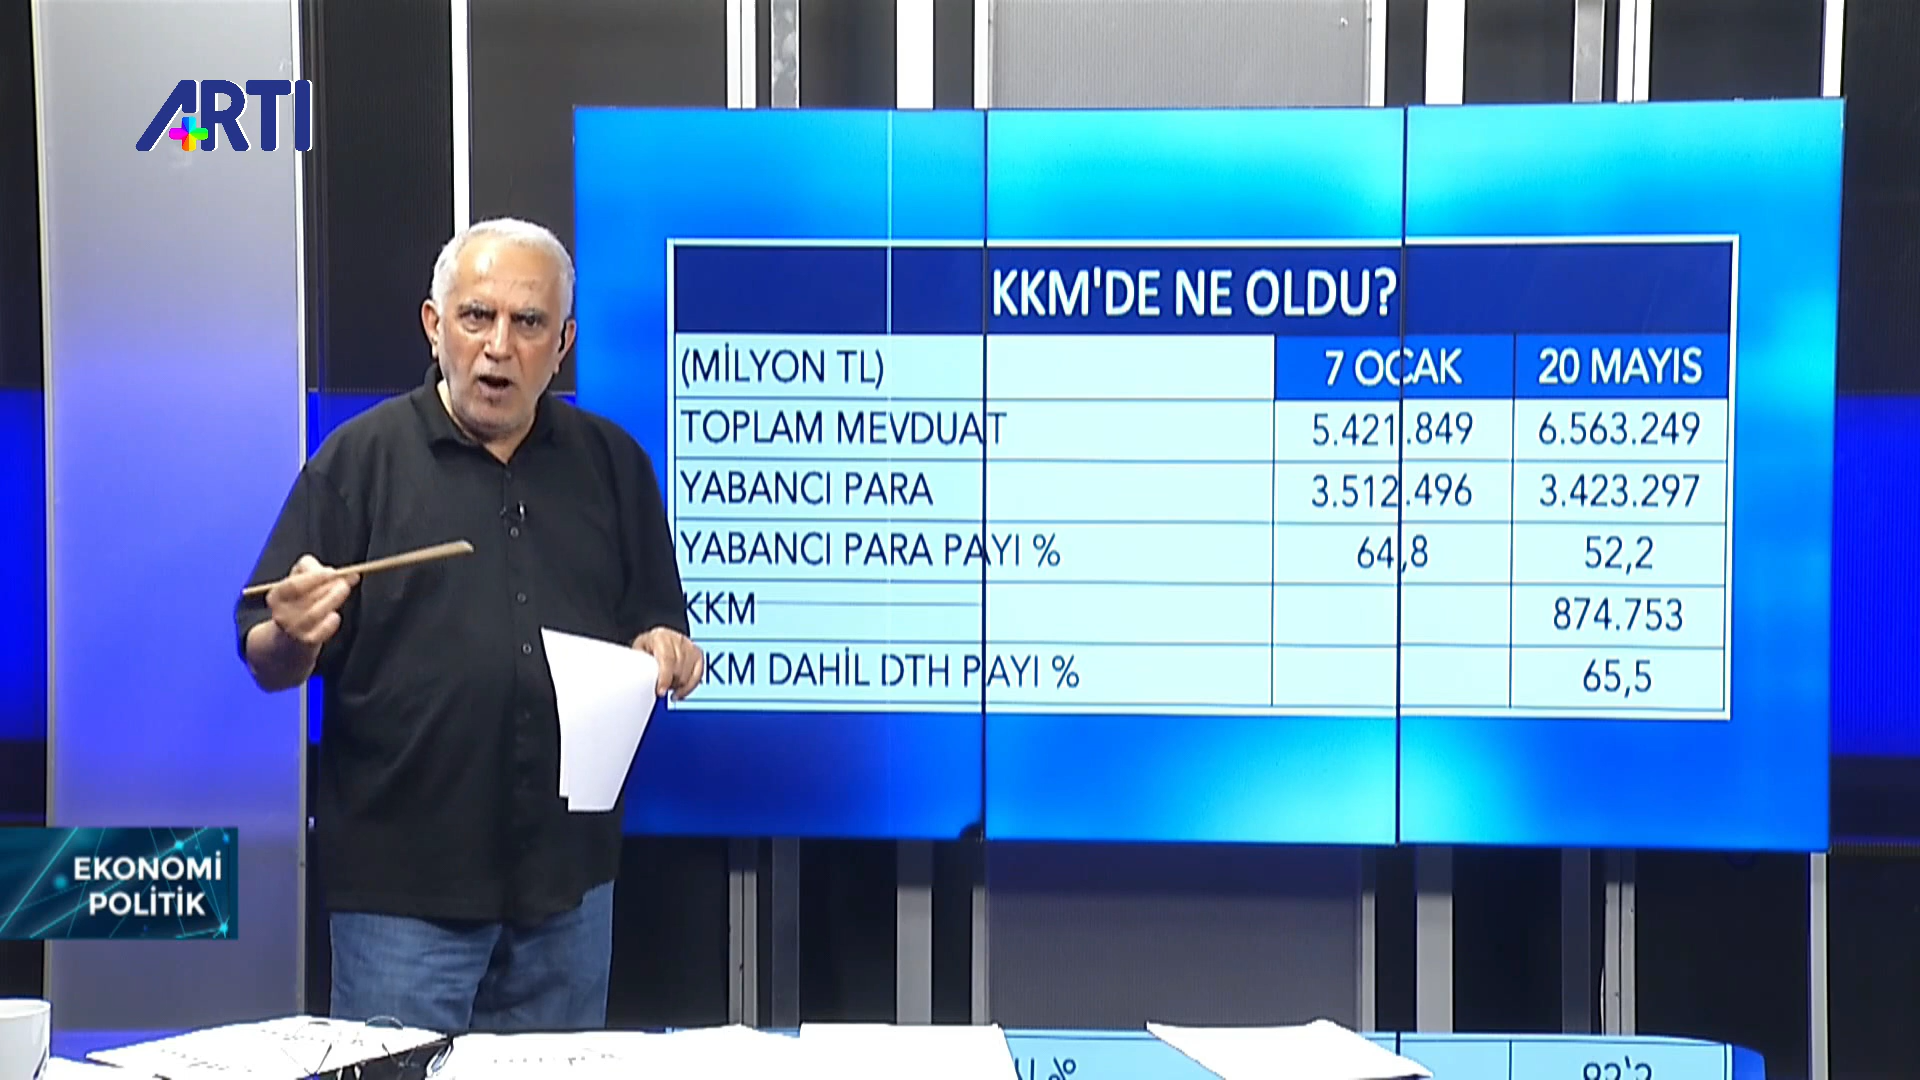 ARTI
KKM'DE NE OLDU?
(MİLYON TL) 7 OCAK 20 MAYIS
TOPLAM MEVDUAT 5.421.849 6.563.249
YABANCI PARA 3.512.496 3.423.297
YABANCI PARA PAYI % 64,8 52,2
KKM 874.753
KM DAHİL DTH PAYI % 65,5
EKONOMİ
POLİTİK